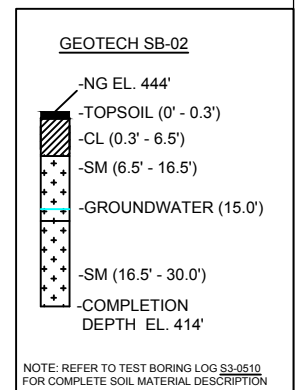 GEOTECH SB-02
-NG EL. 444'
-TOPSOIL (0' - 0.3')
-CL (0.3' - 6.5')
-SM (6.5' - 16.5')
-GROUNDWATER (15.0')
-SM (16.5' - 30.0')
-COMPLETION
DEPTH EL. 414'
NOTE: REFER TO TEST BORING LOG S3-0510
FOR COMPLETE SOIL MATERIAL DESCRIPTION